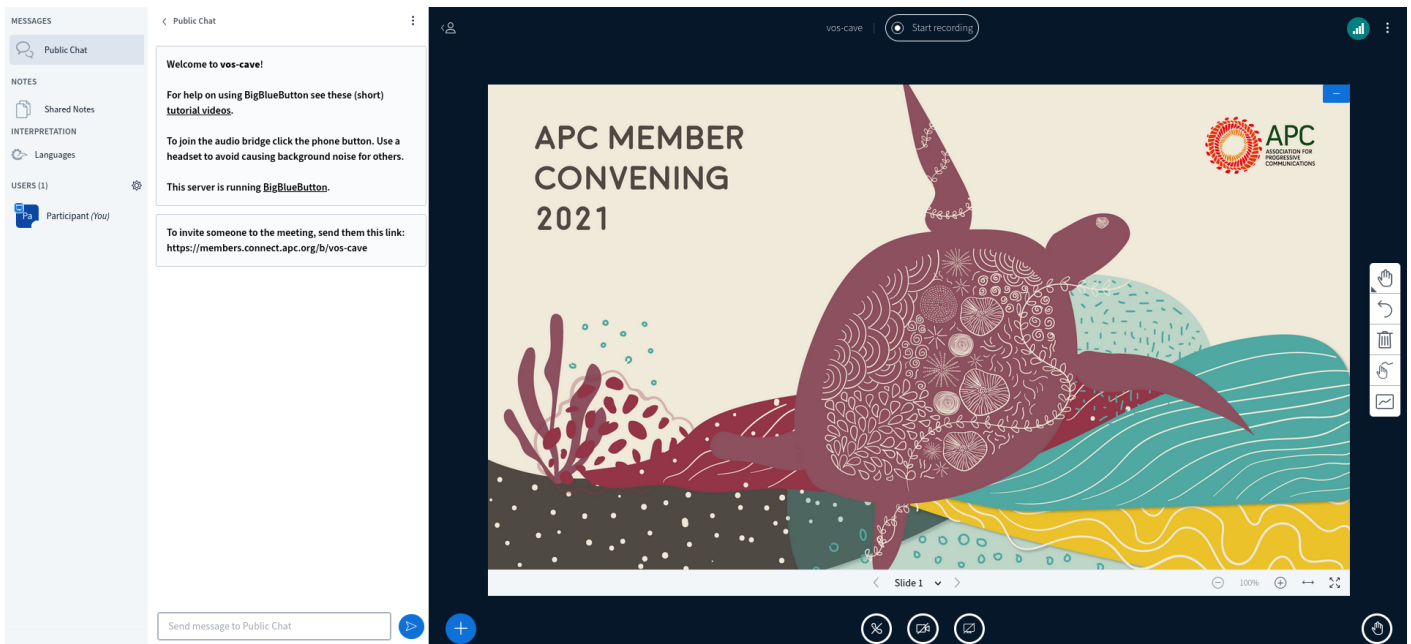 MESSAGES
Public Chat
NOTES
Shared Notes
INTERPRETATION
Languages
USERS (1)
Pa
Participant (You)
Public Chat
Welcome to vos-cave!
For help on using BigBlueButton see these (short)
tutorial videos.
To join the audio bridge click the phone button. Use a
headset to avoid causing background noise for others.
This server is running BigBlueButton.
To invite someone to the meeting, send them this link:
https://members.connect.apc.org/b/vos-cave
Send message to Public Chat
vos-cave
Start recording
APC MEMBER
CONVENING
2021
APC
ASSOCIATION FOR
PROGRESSIVE
COMMUNICATIONS
Slide 1
100%